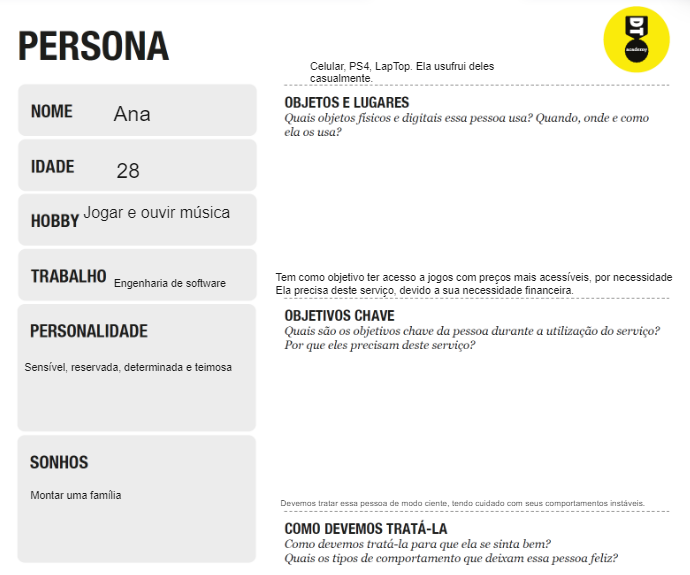 PERSONA
DT
academy
NOME
Ana
IDADE
28
HOBBY
Jogar e ouvir música
TRABALHO
Engenharia de software
PERSONALIDADE
Sensível, reservada, determinada e teimosa
SONHOS
Montar uma família
Celular, PS4, LapTop. Ela usufrui deles
casualmente.
OBJETOS E LUGARES
Quais objetos físicos e digitais essa pessoa usa? Quando, onde e como
ela os usa?
Tem como objetivo ter acesso a jogos com preços mais acessíveis, por necessidade
Ela precisa deste serviço, devido a sua necessidade financeira.
OBJETIVOS CHAVE
Quais são os objetivos chave da pessoa durante a utilização do serviço?
Por que eles precisam deste serviço?
Devemos tratar essa pessoa de modo ciente, tendo cuidado com seus comportamentos instáveis.
COMO DEVEMOS TRATÁ-LA
Como devemos tratá-la para que ela se sinta bem?
Quais os tipos de comportamento que deixam essa pessoa feliz?